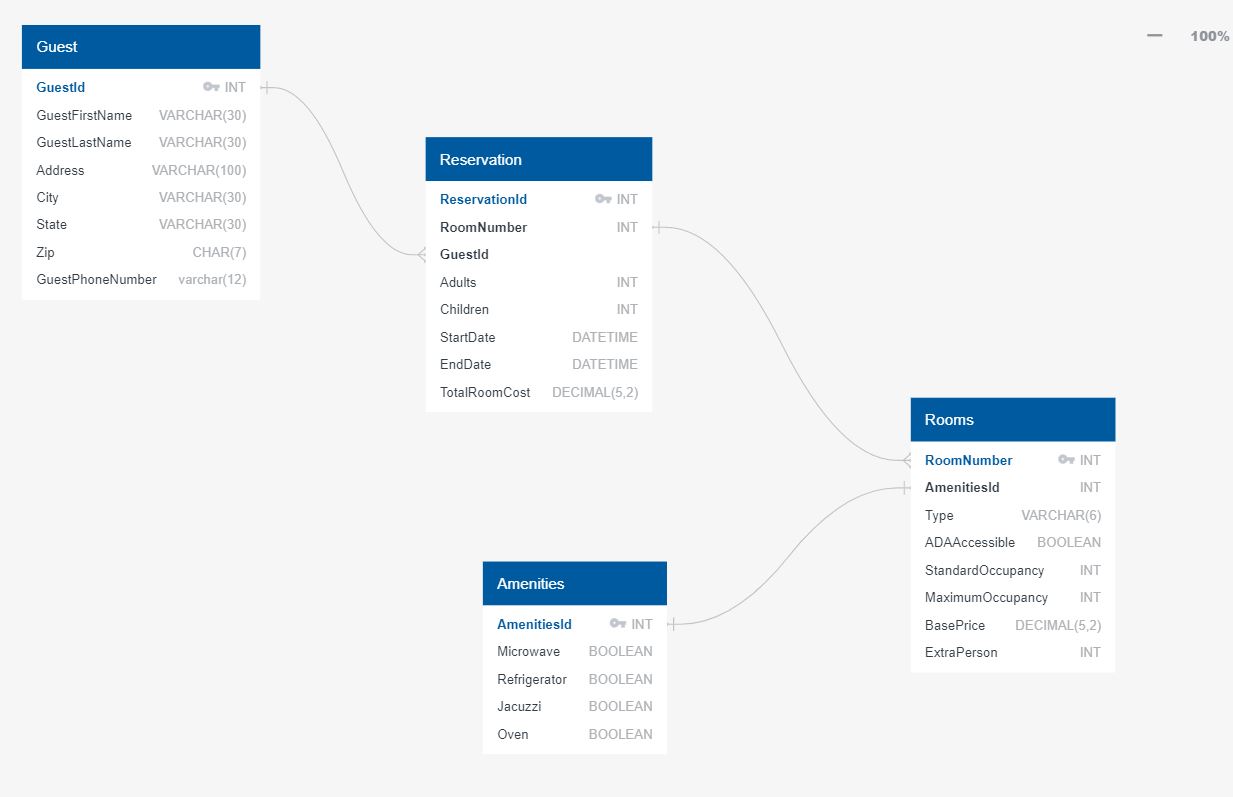 100%
Guest
GuestId INT
GuestFirstName VARCHAR(30)
GuestLastName VARCHAR(30)
Address VARCHAR(100)
City VARCHAR(30)
State VARCHAR(30)
Zip CHAR(7)
GuestPhoneNumber varchar(12)
Reservation
ReservationId INT
RoomNumber INT
GuestId
Adults INT
Children INT
StartDate DATETIME
EndDate DATETIME
TotalRoomCost DECIMAL(5,2)
Rooms
RoomNumber INT
AmenitiesId INT
Type VARCHAR(6)
ADAAccessible BOOLEAN
StandardOccupancy INT
MaximumOccupancy INT
BasePrice DECIMAL(5,2)
ExtraPerson INT
Amenities
AmenitiesId INT
Microwave BOOLEAN
Refrigerator BOOLEAN
Jacuzzi BOOLEAN
Oven BOOLEAN